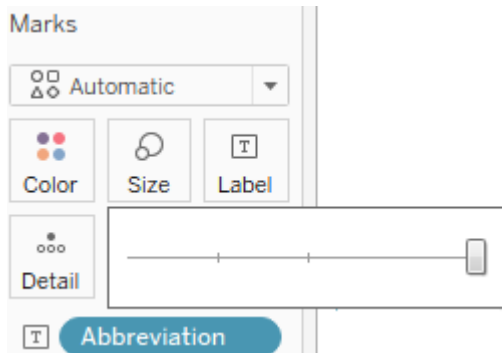 Marks
Automatic
Color Size Label
Detail
Abbreviation